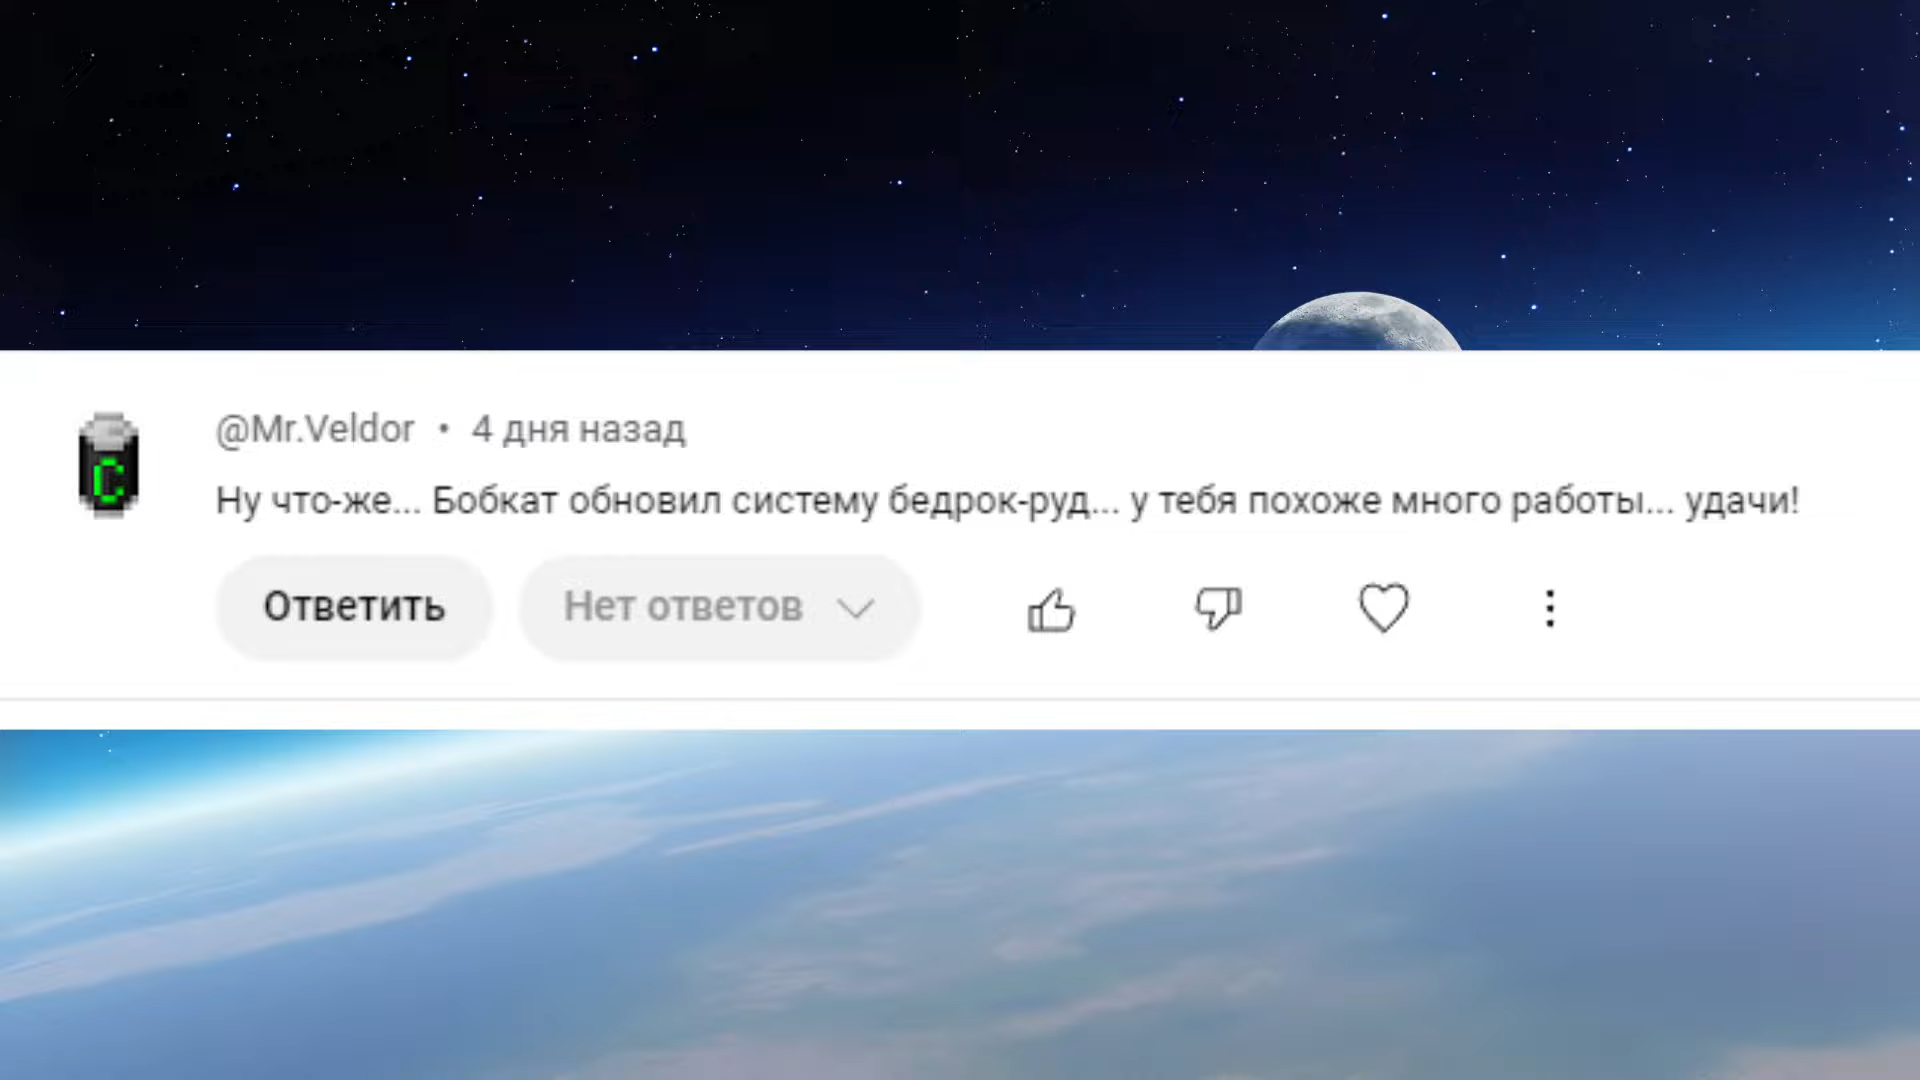 @Mr.Veldor • 4 дня назад
Ну что-же... Бобкат обновил систему бедрок-руд... у тебя похоже много работы... удачи!
Ответить Нет ответов